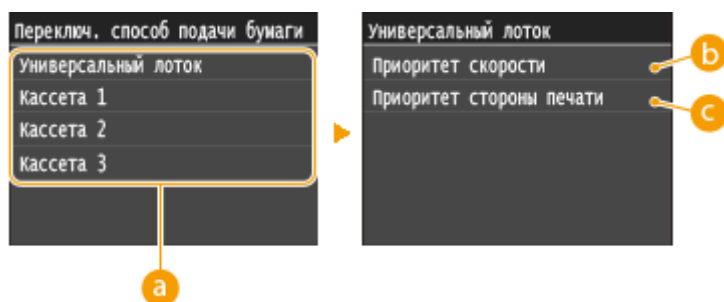 Переключ. способ подачи бумаги
Универсальный лоток
Кассета 1
Кассета 2
Кассета 3
a
Универсальный лоток
Приоритет скорости
b
Приоритет стороны печати
c